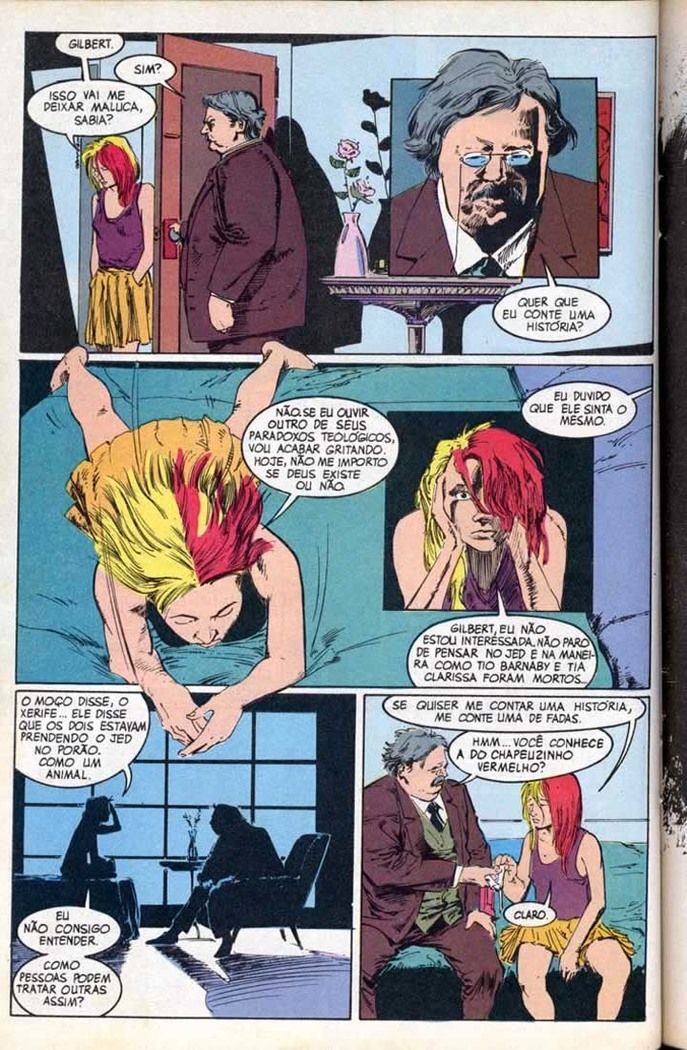 GILBERT.
SIM?
ISSO VAI ME
DEIXAR MALUCA,
SABIA?
QUER QUE
EU CONTE UMA
HISTÓRIA?
NÃO. SE EU OUVIR
OUTRO DE SEUS
PARADOXOS TEOLÓGICOS,
VOU ACABAR GRITANDO.
HOJE, NÃO ME IMPORTO
SE DEUS EXISTE
OU NÃO.
EU DUVIDO
QUE ELE SINTA O
MESMO.
GILBERT, EU NÃO
ESTOU INTERESSADA. NÃO PARO
DE PENSAR NO JED E NA MANEI-
RA COMO TIO BARNABY E TIA
CLARISSA FORAM MORTOS...
O MOÇO DISSE, O
XERIFE... ELE DISSE
QUE OS DOIS ESTAVAM
PRENDENDO O JED
NO PORÃO.
COMO UM
ANIMAL.
EU
NÃO CONSIGO
ENTENDER.
COMO
PESSOAS PODEM
TRATAR OUTRAS
ASSIM?
SE QUISER ME CONTAR UMA HISTÓRIA,
ME CONTE UMA DE FADAS.
HMM... VOCÊ CONHECE
A DO CHAPEUZINHO
VERMELHO?
CLARO.